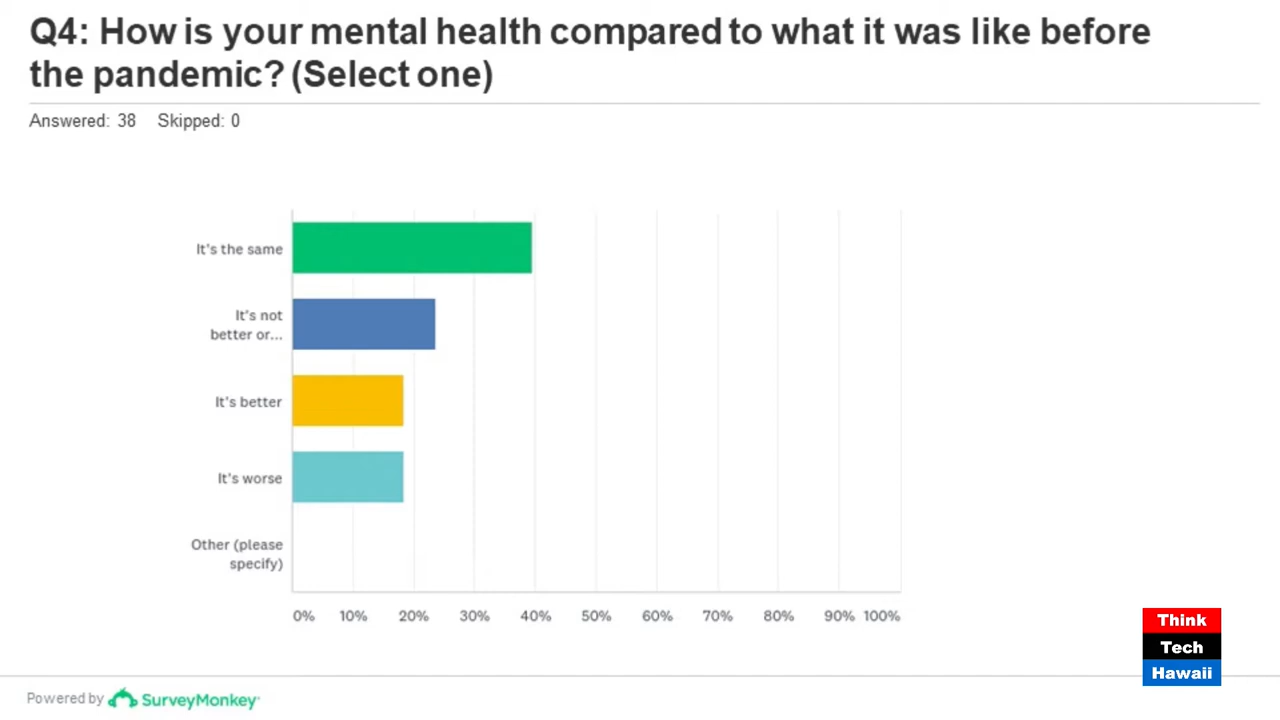 Q4: How is your mental health compared to what it was like before
the pandemic? (Select one)
Answered: 38 Skipped: 0
It's the same
It's not
better or...
It's better
It's worse
Other (please
specify)
0% 10% 20% 30% 40% 50% 60% 70% 80% 90% 100%
Think
Tech
Hawaii
Powered by SurveyMonkey